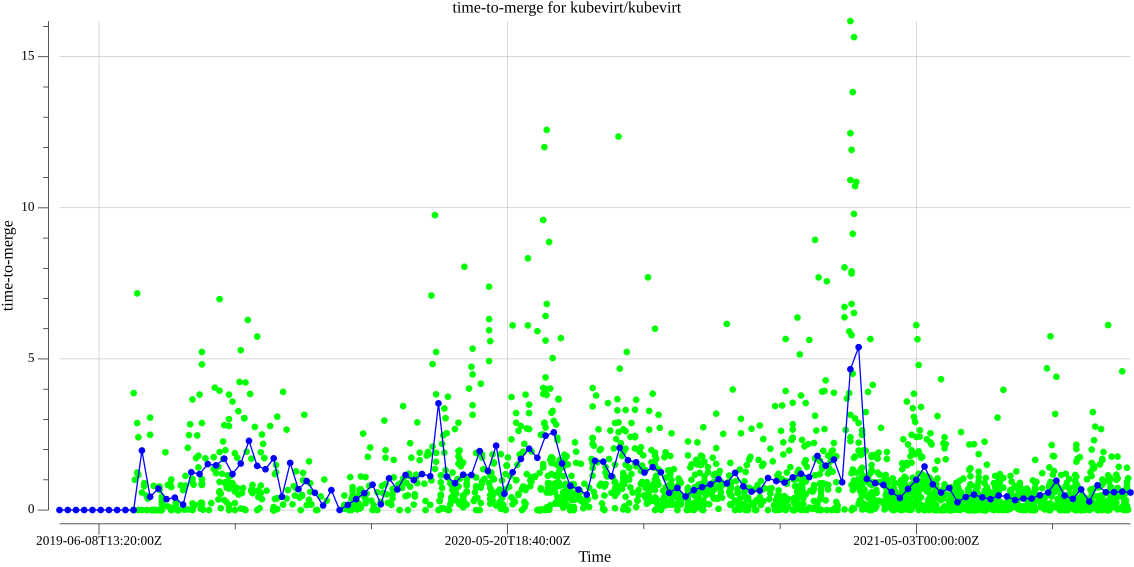 time-to-merge for kubevirt/kubevirt
15
10
5
0
time-to-merge
2019-06-08T13:20:00Z
2020-05-20T18:40:00Z
2021-05-03T00:00:00Z
Time